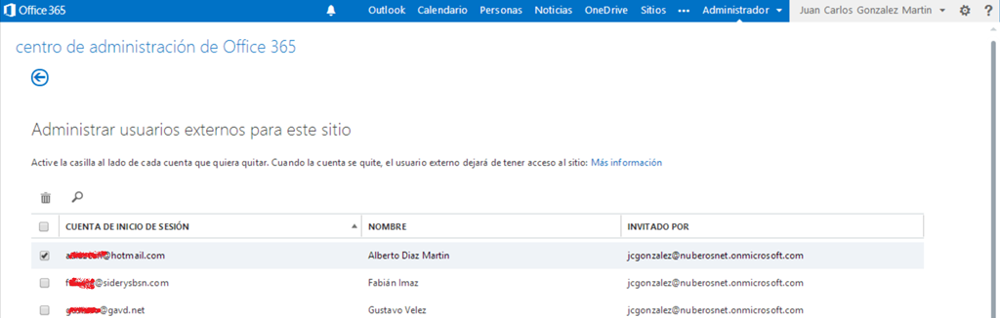 Office 365 Outlook Calendario Personas Noticias OneDrive Sitios ••• Administrador Juan Carlos Gonzalez Martin ?
centro de administración de Office 365
Administrar usuarios externos para este sitio
Active la casilla al lado de cada cuenta que quiera quitar. Cuando la cuenta se quite, el usuario externo dejará de tener acceso al sitio: Más información
CUENTA DE INICIO DE SESIÓN NOMBRE INVITADO POR
@hotmail.com Alberto Diaz Martin jcgonzalez@nuberosnet.onmicrosoft.com
@siderysbsn.com Fabián Imaz jcgonzalez@nuberosnet.onmicrosoft.com
@gavd.net Gustavo Velez jcgonzalez@nuberosnet.onmicrosoft.com